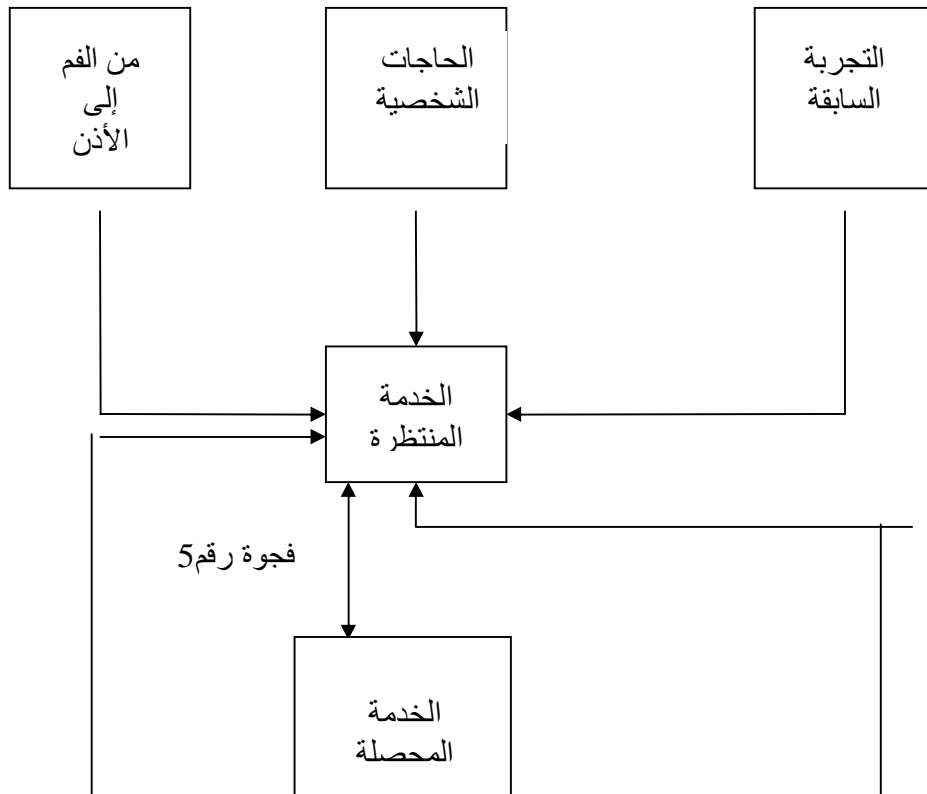 التجربة
السابقة
الحاجات
الشخصية
من الفم
إلى
الأذن
الخدمة
المنتظرة
فجوة رقم5
الخدمة
المحصلة